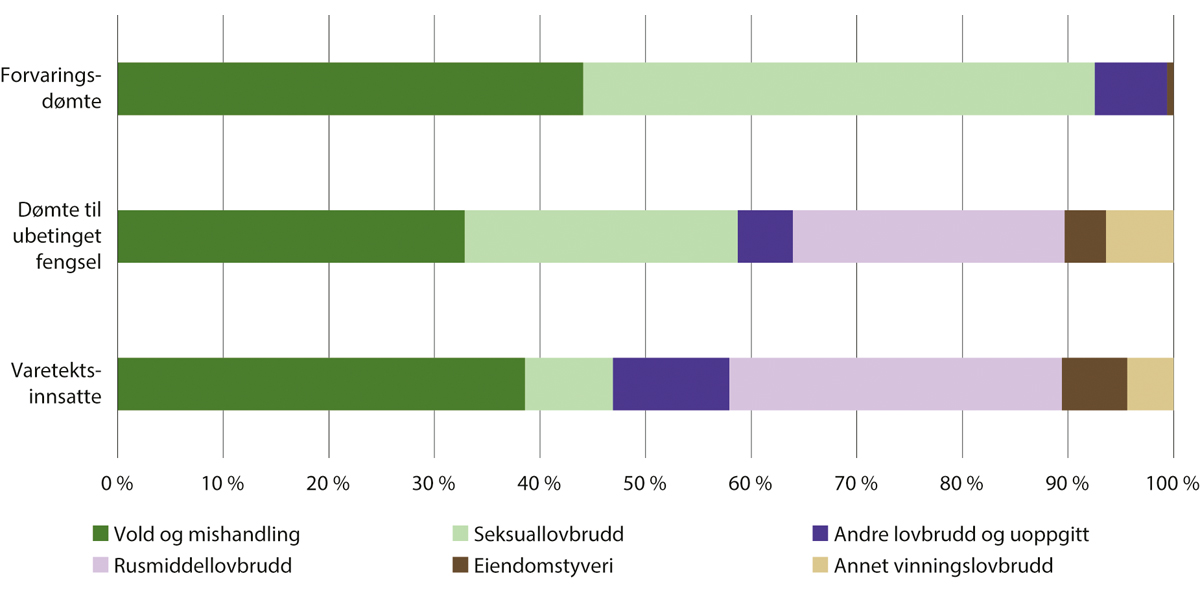 Forvarings-
dømte
Dømte til
ubetinget
fengsel
Varetekts-
innsatte
0 % 10 % 20 % 30 % 40 % 50 % 60 % 70 % 80 % 90 % 100 %
Vold og mishandling Seksuallovbrudd Andre lovbrudd og uoppgitt
Rusmiddellovbrudd Eiendomstyveri Annet vinningslovbrudd